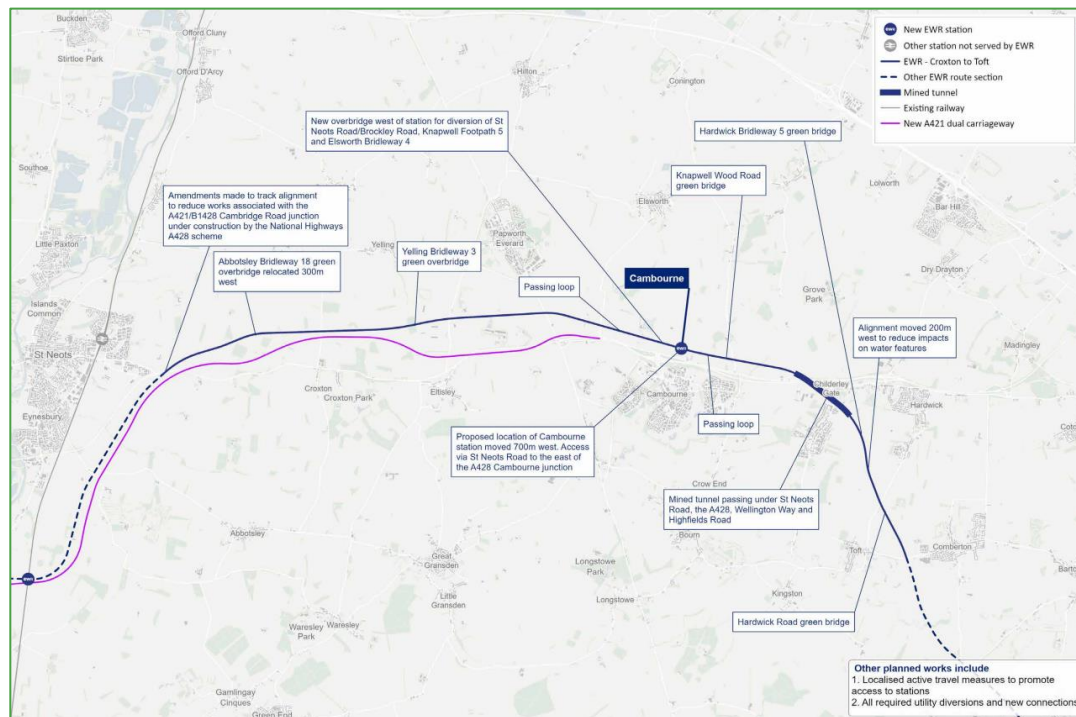 Buckden
Stirtloe Park
Offord Cluny
Offord D'Arcy
Southoe
Little Paxton
Islands
Common
St Neots
Eynesbury
Hilton
Conington
Elsworth
Yelling
Papworth
Everard
Lolworth
Bar Hill
Dry Drayton
Grove
Park
Madingley
Childerley
Gate
Hardwick
Croxton
Croxton Park
Eltisley
Cambourne
Crow End
Bourn
Abbotsley
Great
Gransden
Little
Gransden
Longstowe
Park
Longstowe
Toft
Comberton
Kingston
Waresley
Park
Waresley
Gamlingay
Cinques
Green End
New overbridge west of station for diversion of St
Neots Road/Brockley Road, Knapwell Footpath 5
and Elsworth Bridleway 4
Hardwick Bridleway 5 green bridge
Knapwell Wood Road
green bridge
Amendments made to track alignment
to reduce works associated with the
A421/B1428 Cambridge Road junction
under construction by the National Highways
A428 scheme
Abbotsley Bridleway 18 green
overbridge relocated 300m
west
Yelling Bridleway 3
green overbridge
Passing loop
Cambourne
Alignment moved 200m
west to reduce impacts
on water features
Proposed location of Cambourne
station moved 700m west. Access
via St Neots Road to the east of
the A428 Cambourne junction
Passing loop
Mined tunnel passing under St Neots
Road, the A428, Wellington Way and
Highfields Road
Hardwick Road green bridge
New EWR station
Other station not served by EWR
EWR - Croxton to Toft
Other EWR route section
Mined tunnel
Existing railway
New A421 dual carriageway
Other planned works include
1. Localised active travel measures to promote
access to stations
2. All required utility diversions and new connections